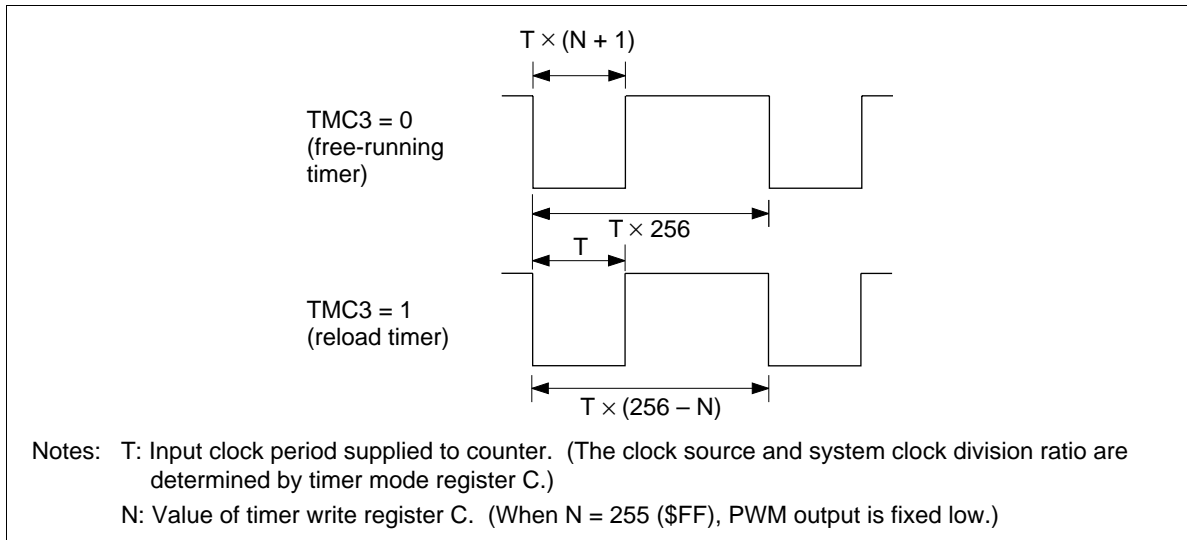 T × (N + 1)
TMC3 = 0
(free-running
timer)
T × 256
T
TMC3 = 1
(reload timer)
T × (256 – N)
Notes: T: Input clock period supplied to counter. (The clock source and system clock division ratio are
determined by timer mode register C.)
N: Value of timer write register C. (When N = 255 ($FF), PWM output is fixed low.)